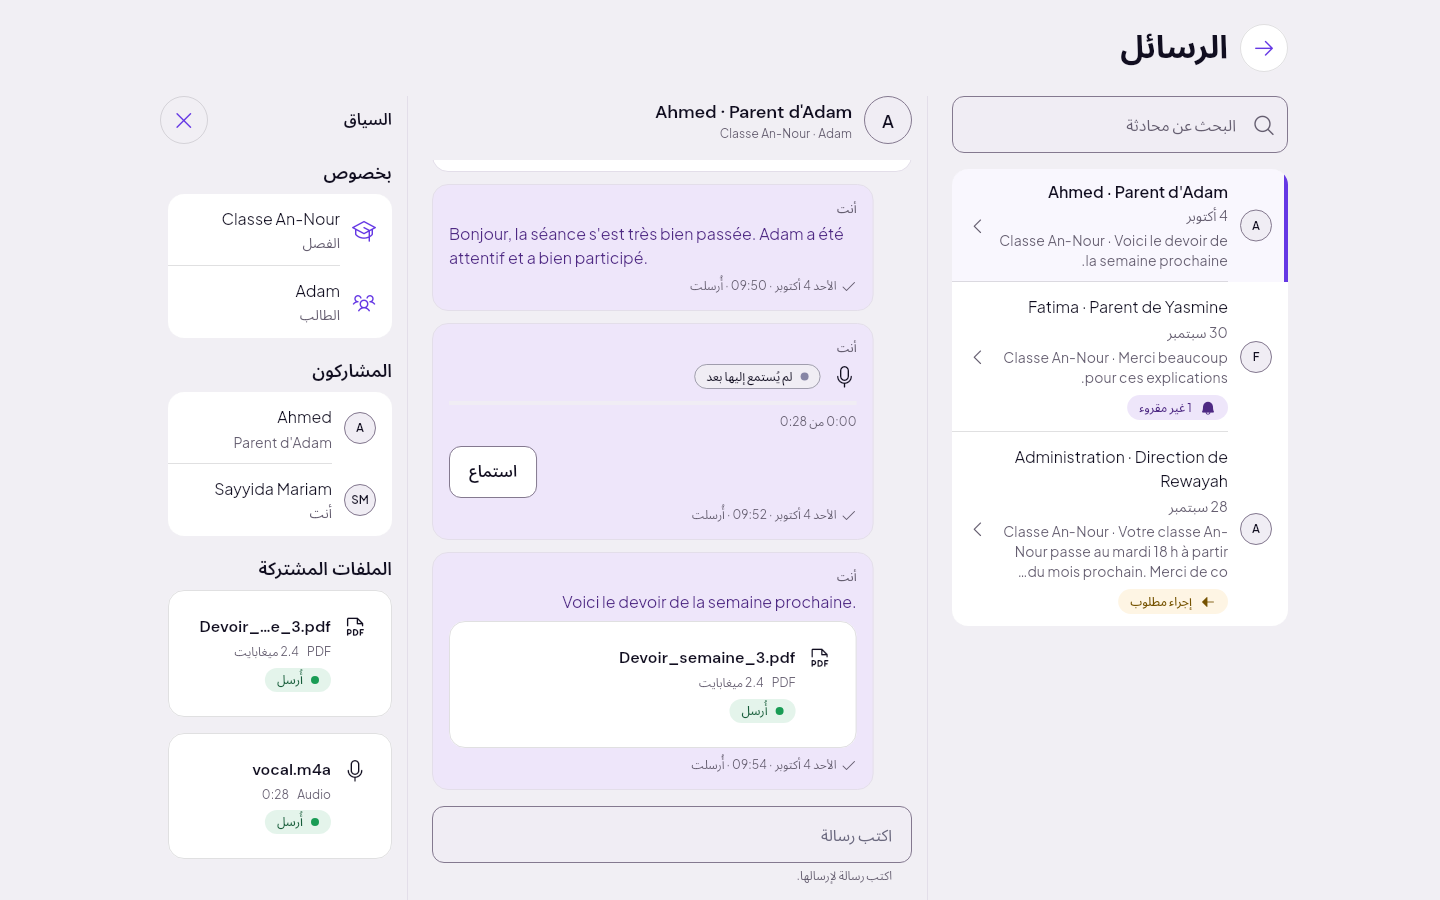 الرسائل
البحث عن محادثة
Ahmed · Parent d'Adam
4 أكتوبر
Classe An-Nour · Voici le devoir de
la semaine prochaine.
A
Fatima · Parent de Yasmine
30 سبتمبر
Classe An-Nour · Merci beaucoup
pour ces explications.
1 غير مقروء
F
Administration · Direction de
Rewayah
28 سبتمبر
Classe An-Nour · Votre classe An-
Nour passe au mardi 18 h à partir
du mois prochain. Merci de co…
إجراء مطلوب
A
A
Ahmed · Parent d'Adam
Classe An-Nour · Adam
أنت
Bonjour, la séance s'est très bien passée. Adam a été
attentif et a bien participé.
الأحد 4 أكتوبر · 09:50 · أُرسلت
أنت
لم يُستمع إليها بعد
0:00 من 0:28
استماع
الأحد 4 أكتوبر · 09:52 · أُرسلت
أنت
Voici le devoir de la semaine prochaine.
Devoir_semaine_3.pdf
PDF
PDF 2.4 ميغابايت
أُرسل
الأحد 4 أكتوبر · 09:54 · أُرسلت
اكتب رسالة
اكتب رسالة لإرسالها.
السياق
بخصوص
Classe An-Nour
الفصل
Adam
الطالب
المشاركون
A
Ahmed
Parent d'Adam
SM
Sayyida Mariam
أنت
الملفات المشتركة
PDF
Devoir_…e_3.pdf
PDF 2.4 ميغابايت
أُرسل
vocal.m4a
Audio 0:28
أُرسل